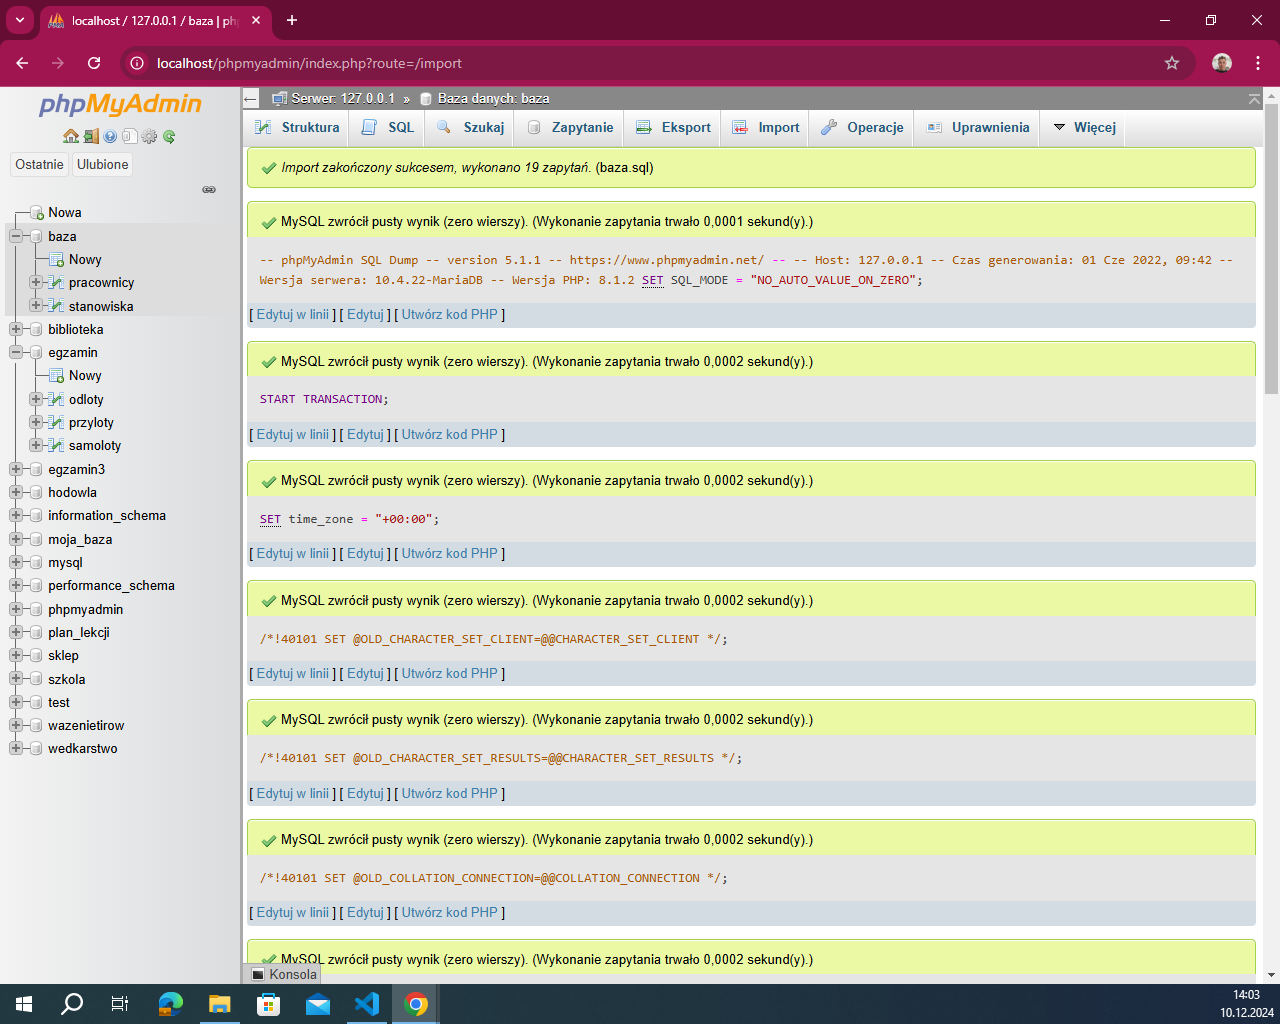 localhost / 127.0.0.1 / baza | ph
localhost/phpmyadmin/index.php?route=/import
phpMyAdmin
Ostatnie
Ulubione
Nowa
baza
Nowy
pracownicy
stanowiska
biblioteka
egzamin
Nowy
odloty
przyloty
samoloty
egzamin3
hodowla
information_schema
moja_baza
mysql
performance_schema
phpmyadmin
plan_lekcji
sklep
szkola
test
wazenietirow
wedkarstwo
Serwer: 127.0.0.1 » Baza danych: baza
Struktura SQL Szukaj Zapytanie Eksport Import Operacje Uprawnienia Więcej
Import zakończony sukcesem, wykonano 19 zapytań. (baza.sql)
MySQL zwrócił pusty wynik (zero wierszy). (Wykonanie zapytania trwało 0,0001 sekund(y).)
-- phpMyAdmin SQL Dump -- version 5.1.1 -- https://www.phpmyadmin.net/ -- -- Host: 127.0.0.1 -- Czas generowania: 01 Cze 2022, 09:42 --
Wersja serwera: 10.4.22-MariaDB -- Wersja PHP: 8.1.2 SET SQL_MODE = "NO_AUTO_VALUE_ON_ZERO";
[ Edytuj w linii ] [ Edytuj ] [ Utwórz kod PHP ]
MySQL zwrócił pusty wynik (zero wierszy). (Wykonanie zapytania trwało 0,0002 sekund(y).)
START TRANSACTION;
[ Edytuj w linii ] [ Edytuj ] [ Utwórz kod PHP ]
MySQL zwrócił pusty wynik (zero wierszy). (Wykonanie zapytania trwało 0,0002 sekund(y).)
SET time_zone = "+00:00";
[ Edytuj w linii ] [ Edytuj ] [ Utwórz kod PHP ]
MySQL zwrócił pusty wynik (zero wierszy). (Wykonanie zapytania trwało 0,0002 sekund(y).)
/*!40101 SET @OLD_CHARACTER_SET_CLIENT=@@CHARACTER_SET_CLIENT */;
[ Edytuj w linii ] [ Edytuj ] [ Utwórz kod PHP ]
MySQL zwrócił pusty wynik (zero wierszy). (Wykonanie zapytania trwało 0,0002 sekund(y).)
/*!40101 SET @OLD_CHARACTER_SET_RESULTS=@@CHARACTER_SET_RESULTS */;
[ Edytuj w linii ] [ Edytuj ] [ Utwórz kod PHP ]
MySQL zwrócił pusty wynik (zero wierszy). (Wykonanie zapytania trwało 0,0002 sekund(y).)
/*!40101 SET @OLD_COLLATION_CONNECTION=@@COLLATION_CONNECTION */;
[ Edytuj w linii ] [ Edytuj ] [ Utwórz kod PHP ]
MySQL zwrócił pusty wynik (zero wierszy). (Wykonanie zapytania trwało 0,0002 sekund(y).)
Konsola
14:03
10.12.2024